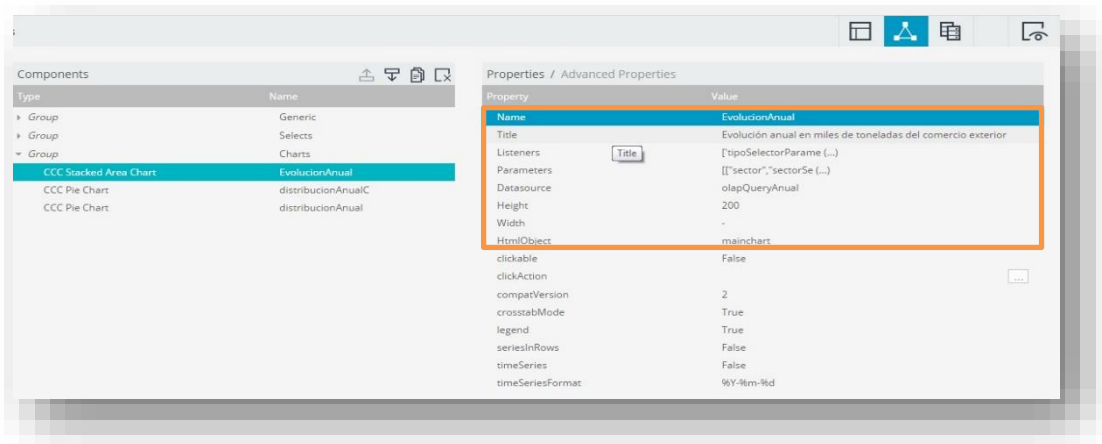 s
Components
Type Name
Group Generic
Group Selects
Group Charts
CCC Stacked Area Chart EvolucionAnual
CCC Pie Chart distribucionAnualC
CCC Pie Chart distribucionAnual
Properties / Advanced Properties
Property Value
Name EvolucionAnual
Title Evolución anual en miles de toneladas del comercio exterior
Listeners Title ['tipoSelectorParame (...)
Parameters [["sector","sectorSe (...)
Datasource olapQueryAnual
Height 200
Width -
HtmlObject mainchart
clickable False
clickAction ...
compatVersion 2
crosstabMode True
legend True
seriesInRows False
timeSeries False
timeSeriesFormat %Y-%m-%d